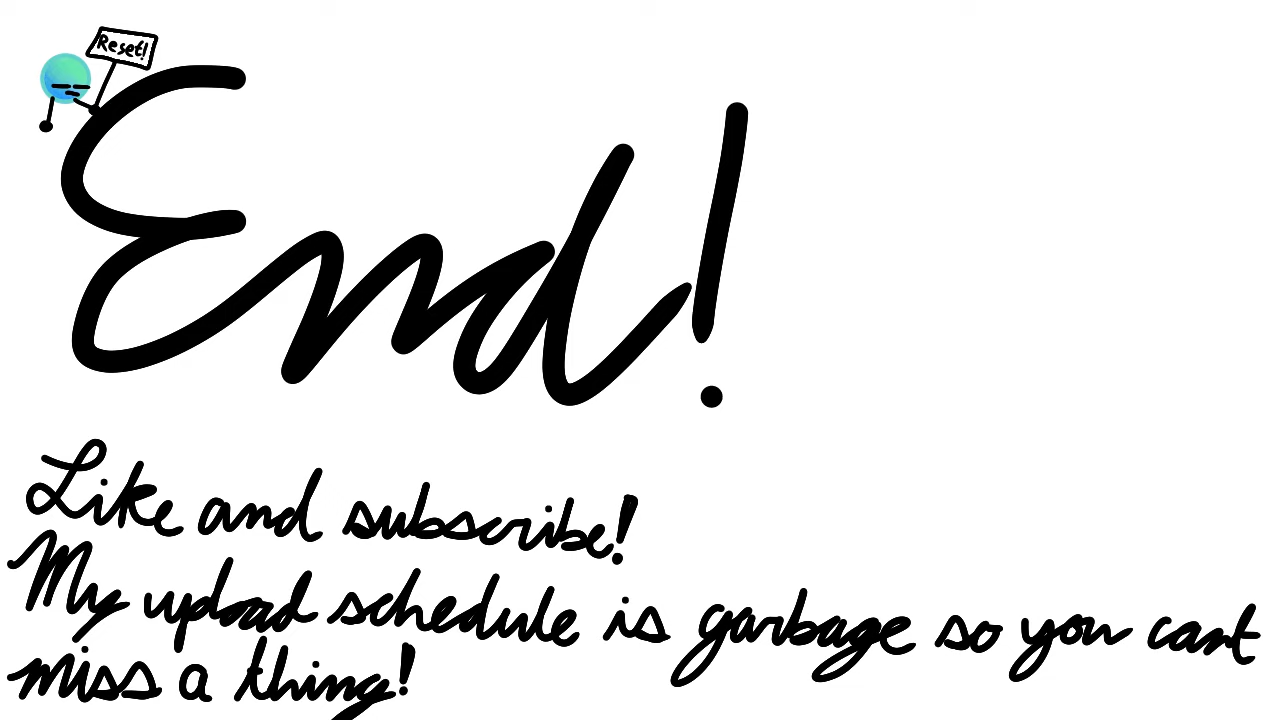 Reset!
End!
Like and subscribe!
My upload schedule is garbage so you cant
miss a thing!